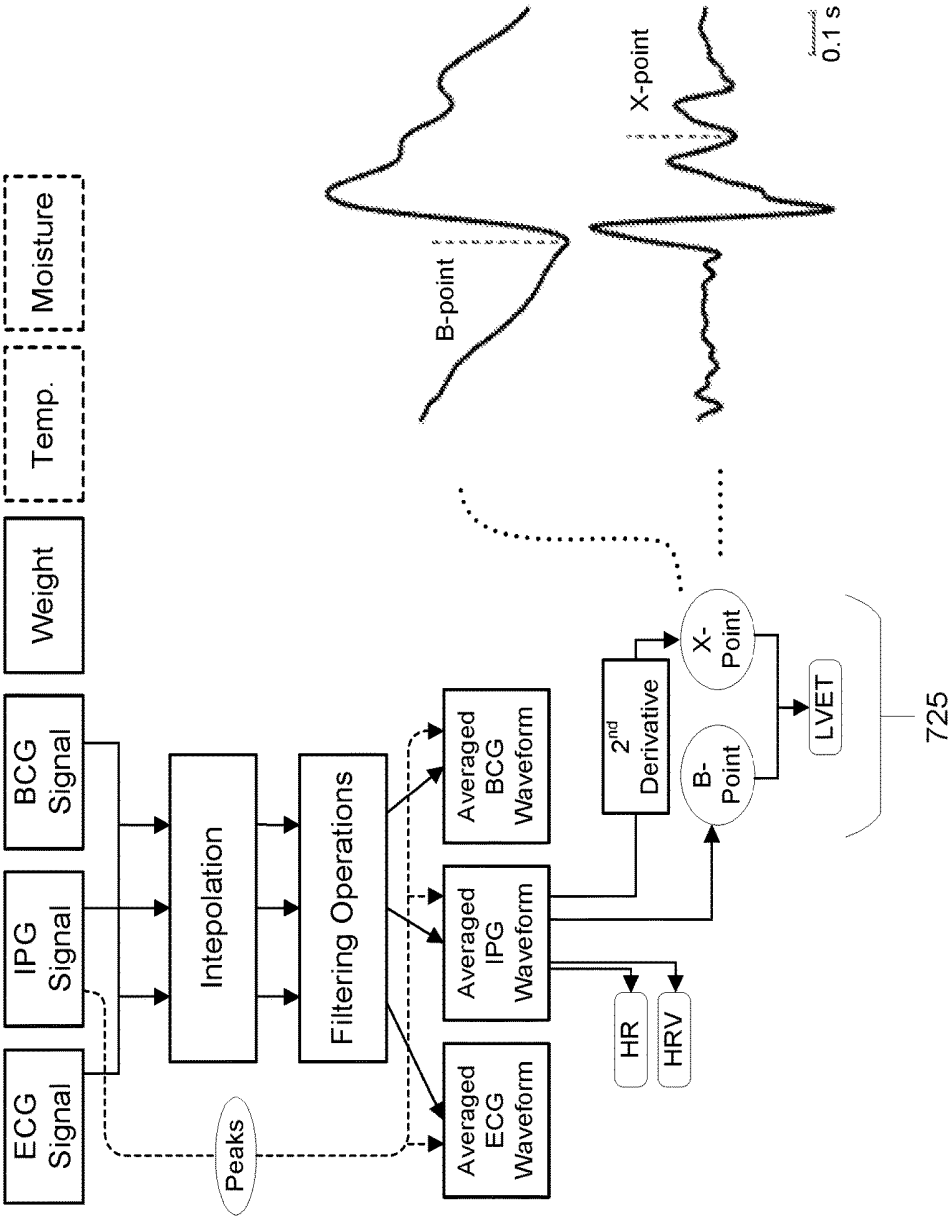 ECG
Signal
IPG
Signal
BCG
Signal
Weight
Temp.
Moisture
Peaks
Intepolation
Filtering Operations
Averaged
ECG
Waveform
Averaged
IPG
Waveform
Averaged
BCG
Waveform
HR
HRV
2nd
Derivative
B-
Point
X-
Point
LVET
725
B-point
X-point
0.1 s